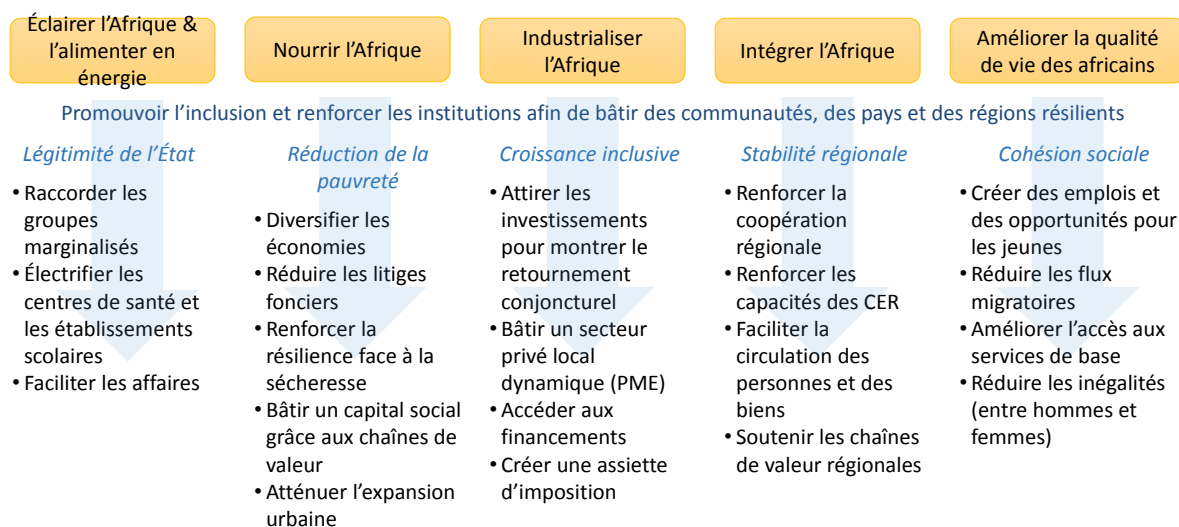 Éclairer l’Afrique &
l’alimenter en
énergie
Nourrir l’Afrique
Industrialiser
l’Afrique
Intégrer l’Afrique
Améliorer la qualité
de vie des africains
Promouvoir l’inclusion et renforcer les institutions afin de bâtir des communautés, des pays et des régions résilients
Légitimité de l’État
• Raccorder les
groupes
marginalisés
• Électrifier les
centres de santé et
les établissements
scolaires
• Faciliter les affaires
Réduction de la
pauvreté
• Diversifier les
économies
• Réduire les litiges
fonciers
• Renforcer la
résilience face à la
sécheresse
• Bâtir un capital social
grâce aux chaînes de
valeur
• Atténuer l’expansion
urbaine
Croissance inclusive
• Attirer les
investissements
pour montrer le
retournement
conjoncturel
• Bâtir un secteur
privé local
dynamique (PME)
• Accéder aux
financements
• Créer une assiette
d’imposition
Stabilité régionale
• Renforcer la
coopération
régionale
• Renforcer les
capacités des CER
• Faciliter la
circulation des
personnes et des
biens
• Soutenir les chaînes
de valeur régionales
Cohésion sociale
• Créer des emplois et
des opportunités pour
les jeunes
• Réduire les flux
migratoires
• Améliorer l’accès aux
services de base
• Réduire les inégalités
(entre hommes et
femmes)